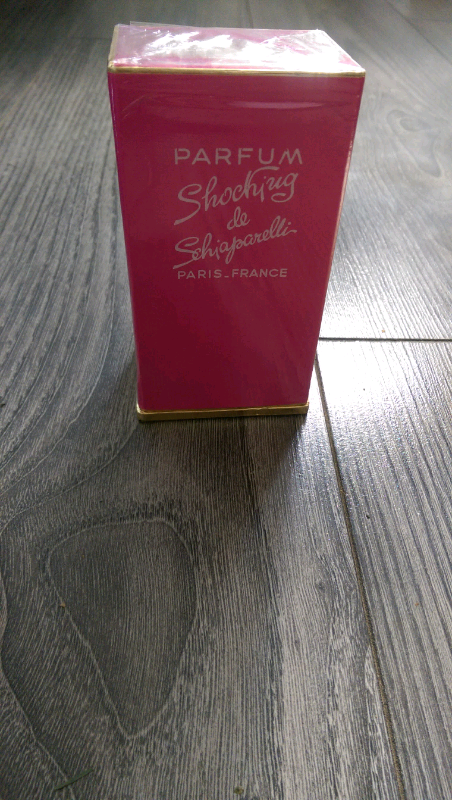 PARFUM
Shocking
de
Schiaparelli
PARIS_FRANCE